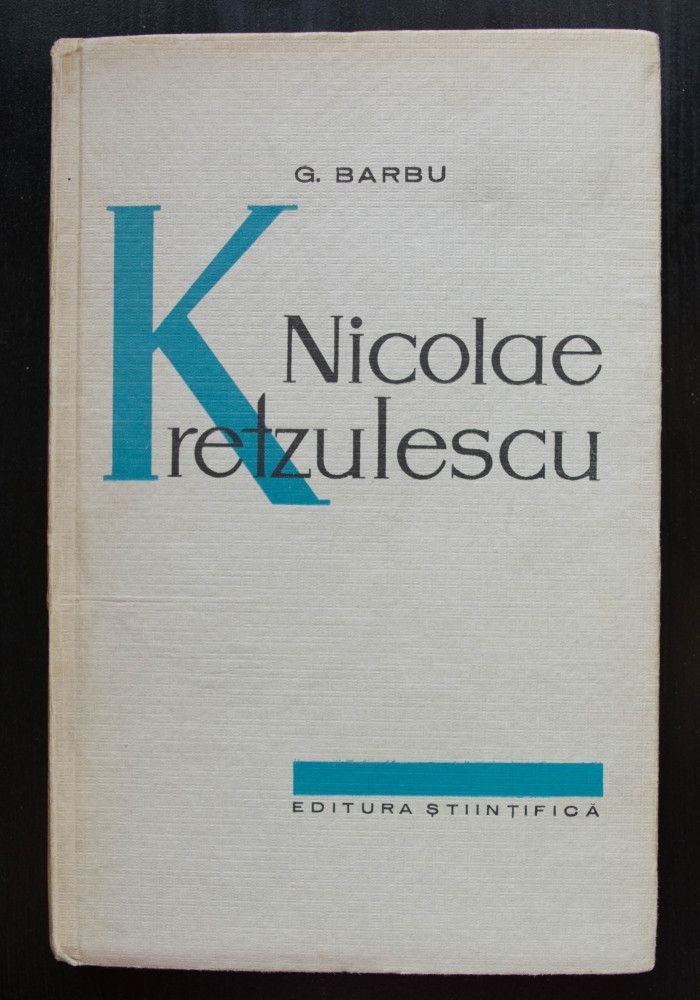 G. BARBU
Nicolae
Kretzulescu
EDITURA ȘTIINȚIFICĂ